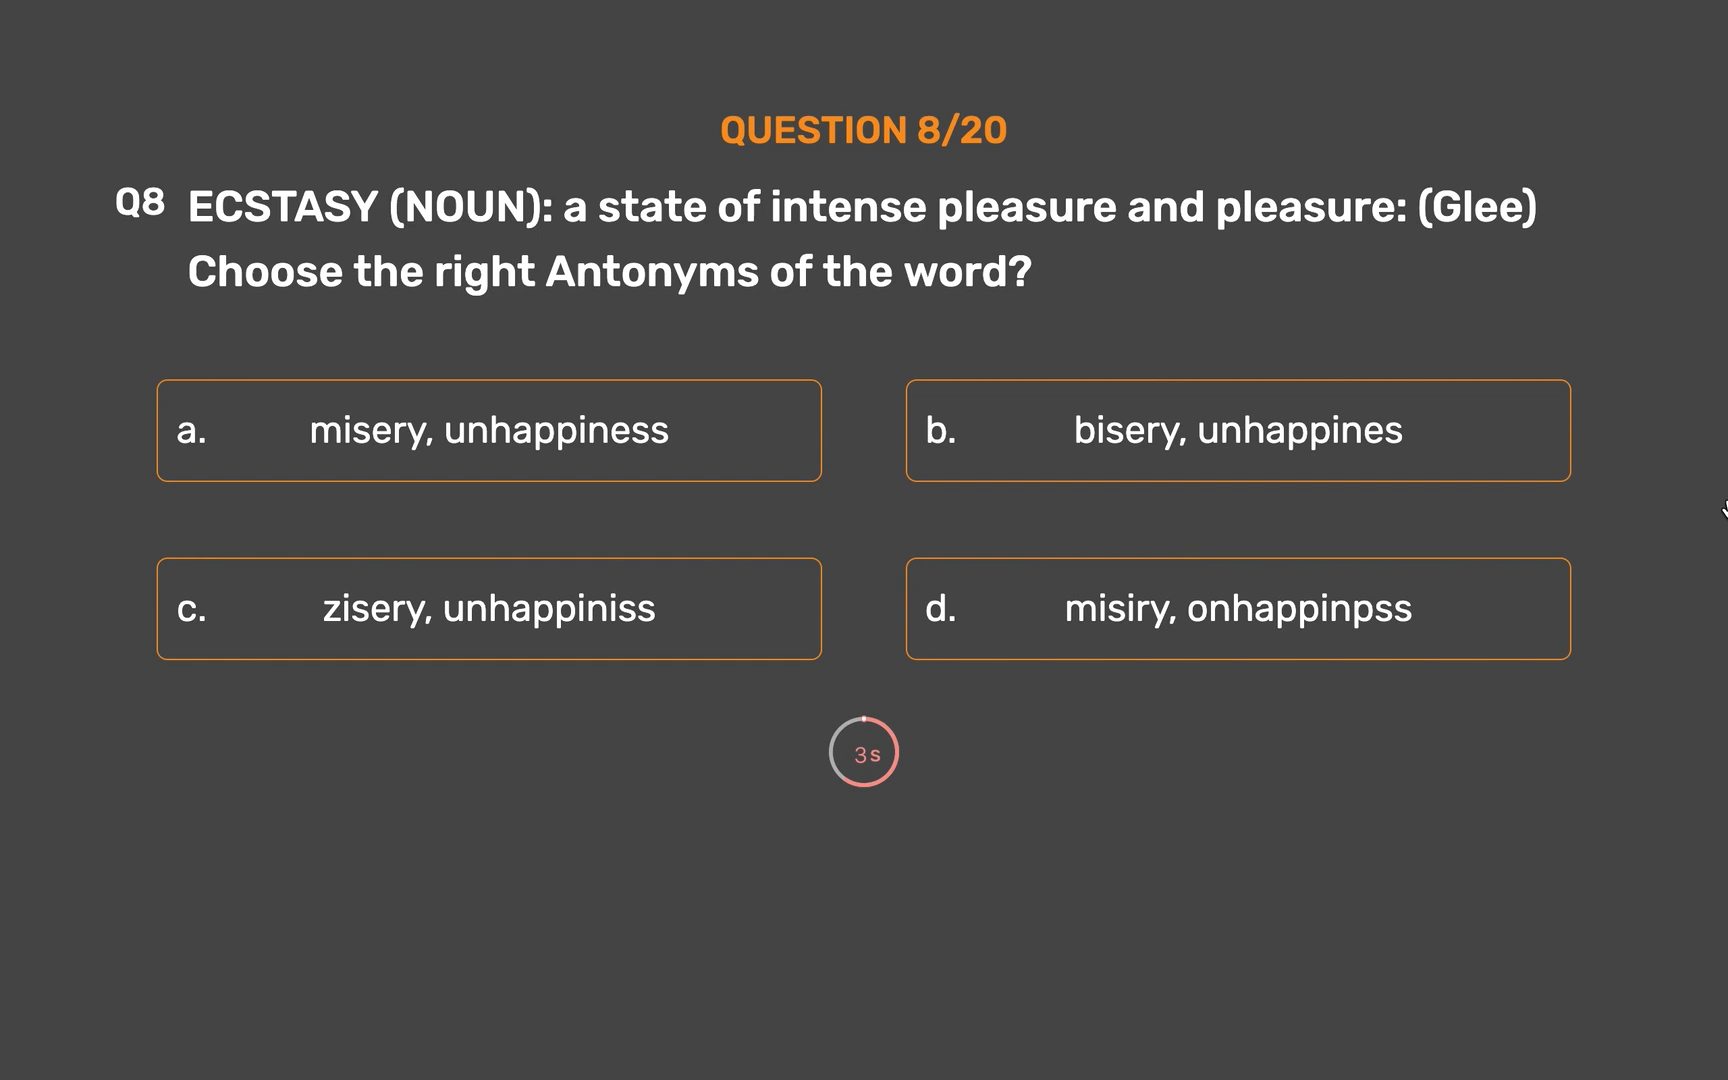 QUESTION 8/20
Q8 ECSTASY (NOUN): a state of intense pleasure and pleasure: (Glee)
Choose the right Antonyms of the word?
a. misery, unhappiness
b. bisery, unhappines
c. zisery, unhappiniss
d. misiry, onhappinpss
3 s